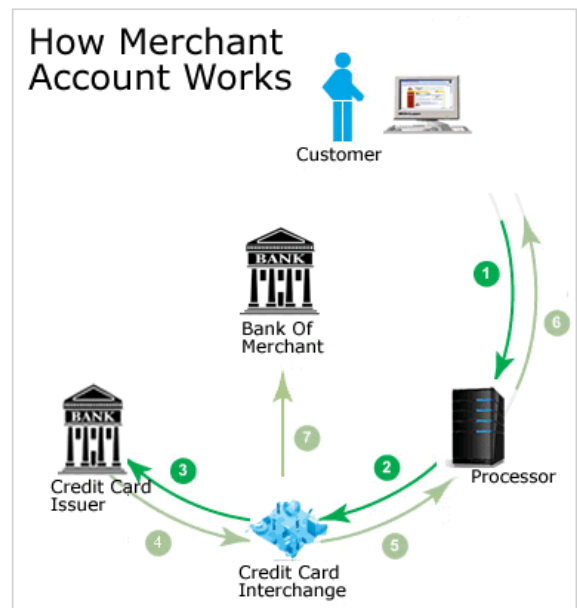 How Merchant
Account Works
Customer
1
6
BANK
Bank Of
Merchant
7
BANK
Credit Card
Issuer
3
4
2
5
Processor
Credit Card
Interchange